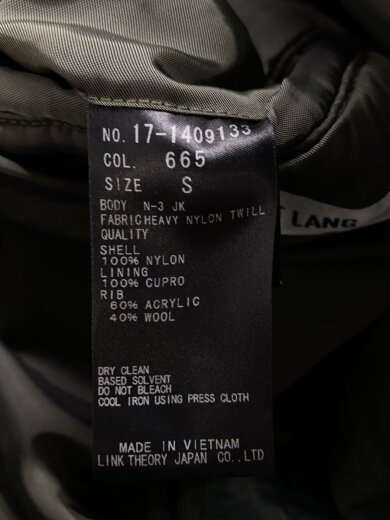 NO. 17-1409133
COL. 665
SIZE S
BODY N-3 JK
FABRICHEAVY NYLON TWILL
QUALITY
SHELL
100% NYLON
LINING
100% CUPRO
RIB
60% ACRYLIC
40% WOOL
DRY CLEAN
BASED SOLVENT
DO NOT BLEACH
COOL IRON USING PRESS CLOTH
MADE IN VIETNAM
LINK THEORY JAPAN CO.,LTD
LANG